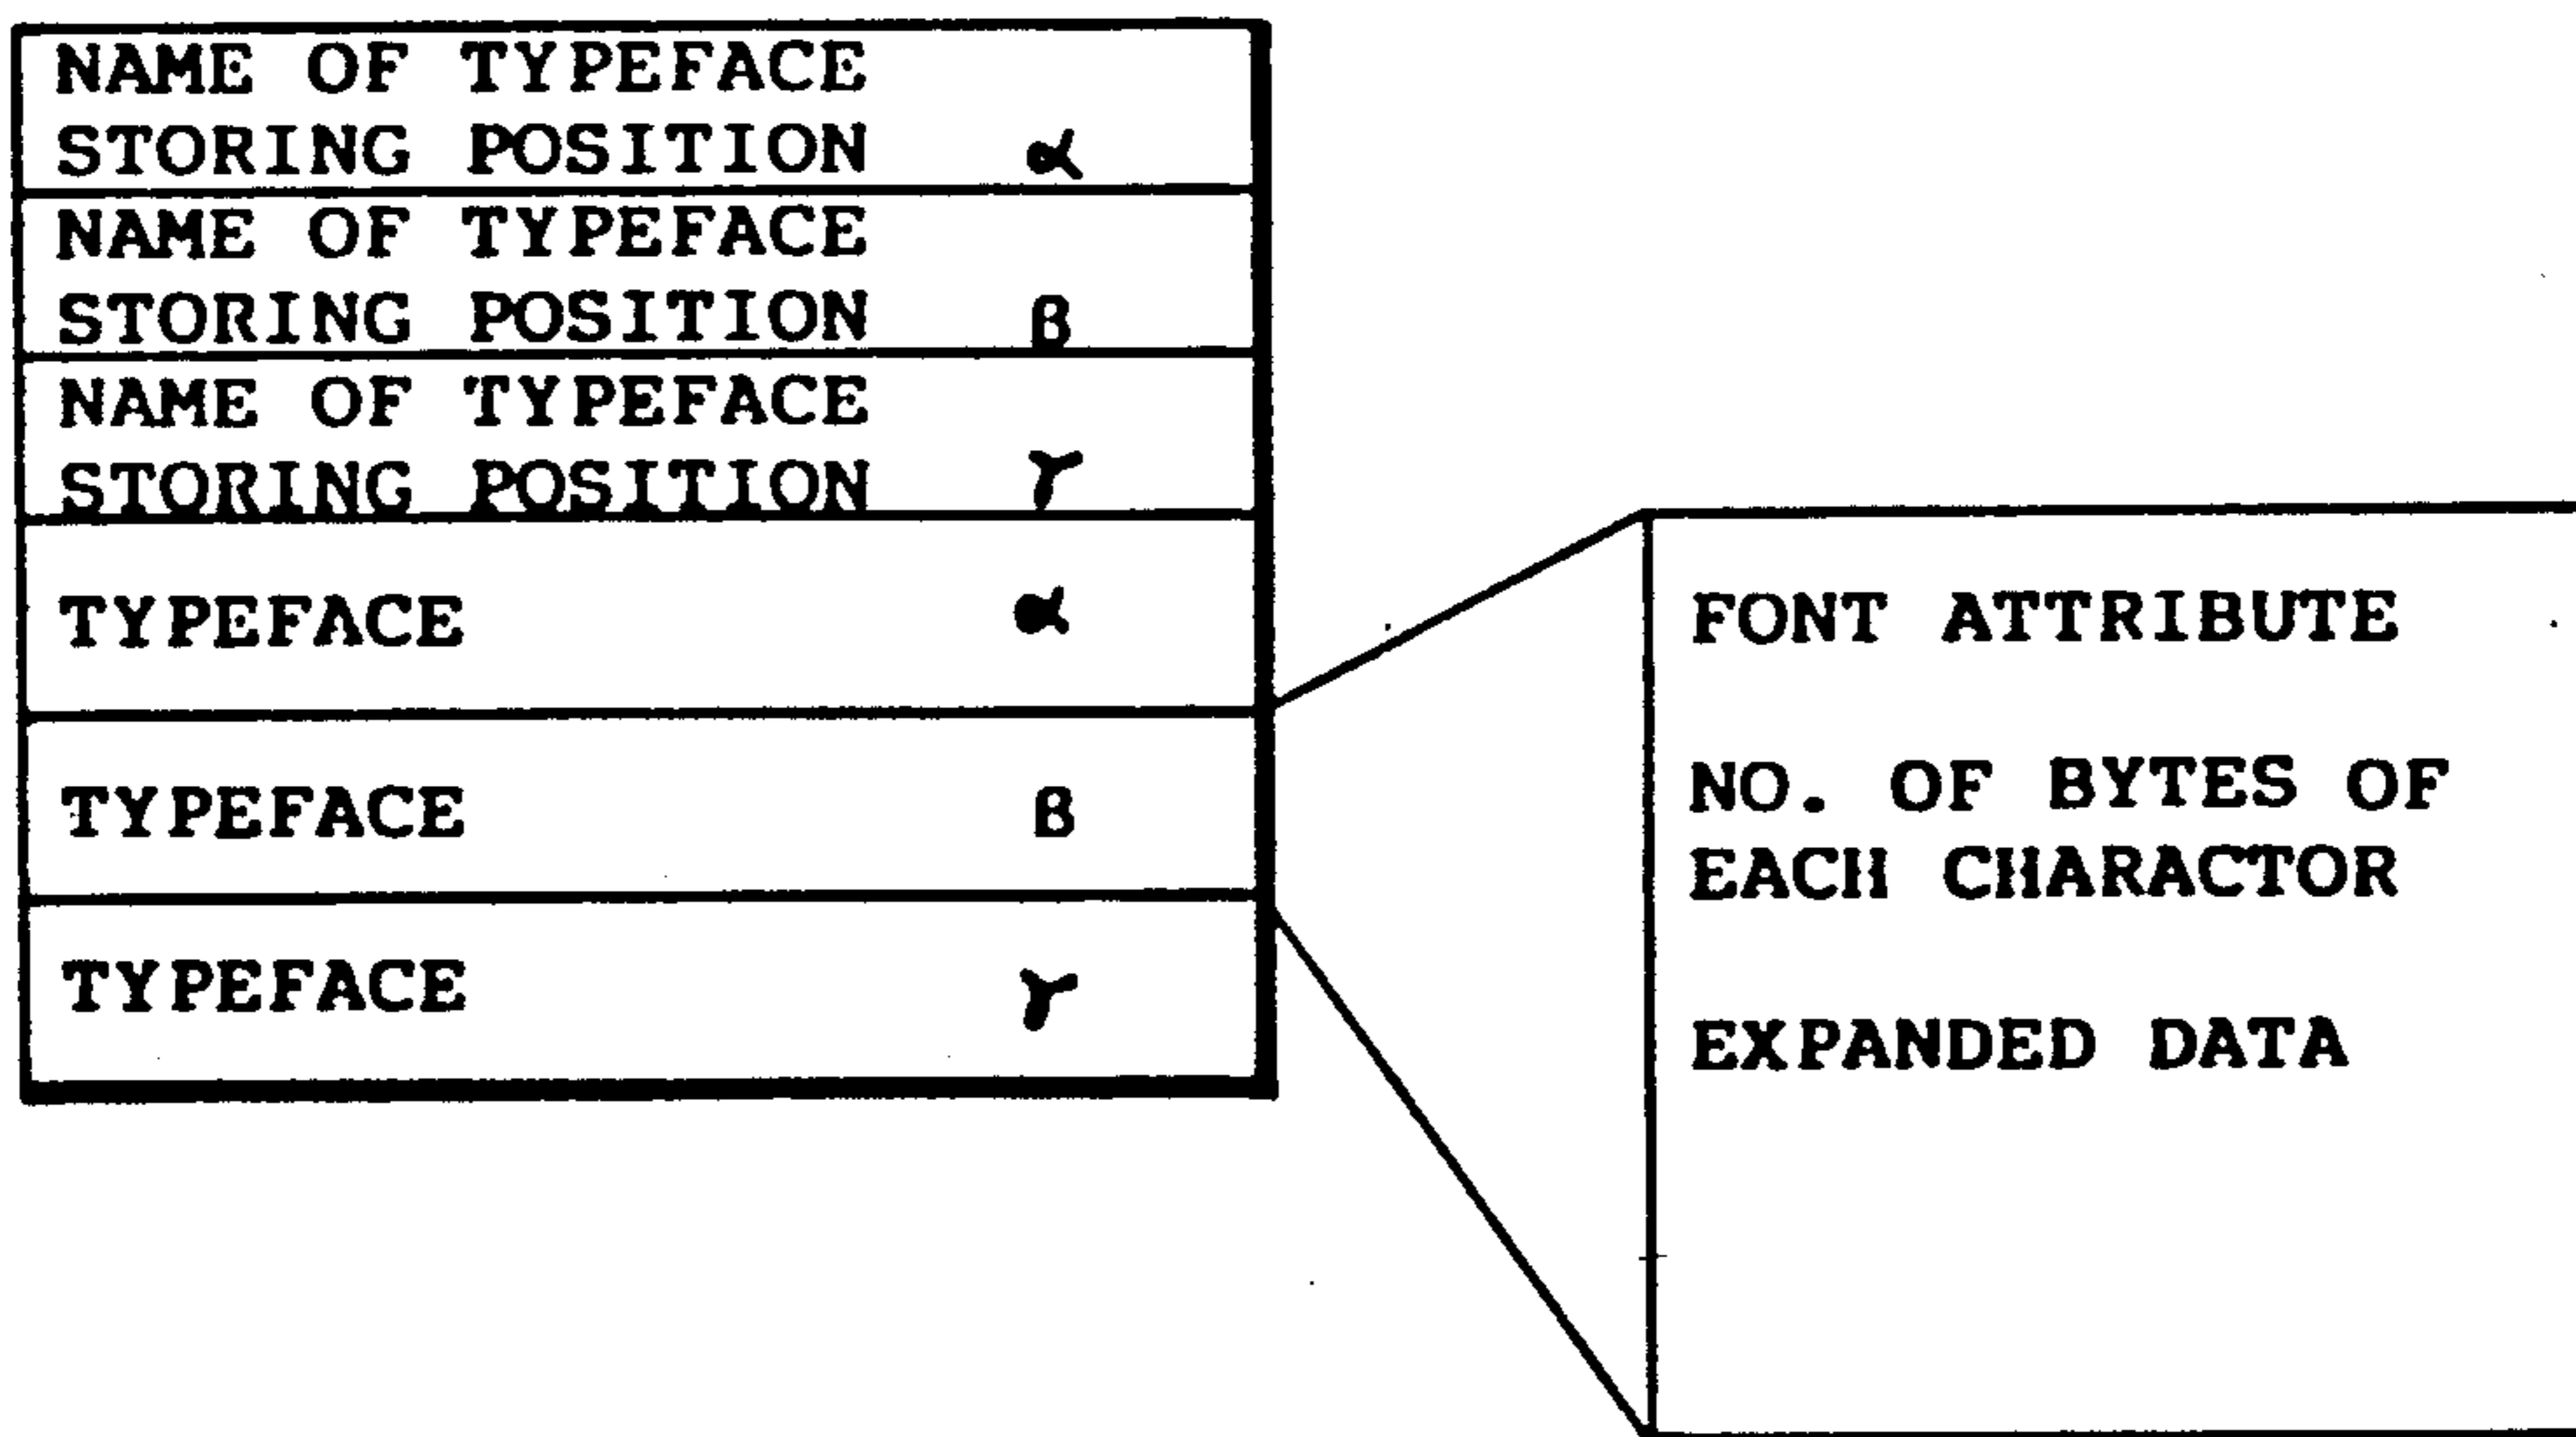 NAME OF TYPEFACE
STORING POSITION α
NAME OF TYPEFACE
STORING POSITION β
NAME OF TYPEFACE
STORING POSITION γ
TYPEFACE α
TYPEFACE β
TYPEFACE γ
FONT ATTRIBUTE
NO. OF BYTES OF
EACH CHARACTOR
EXPANDED DATA